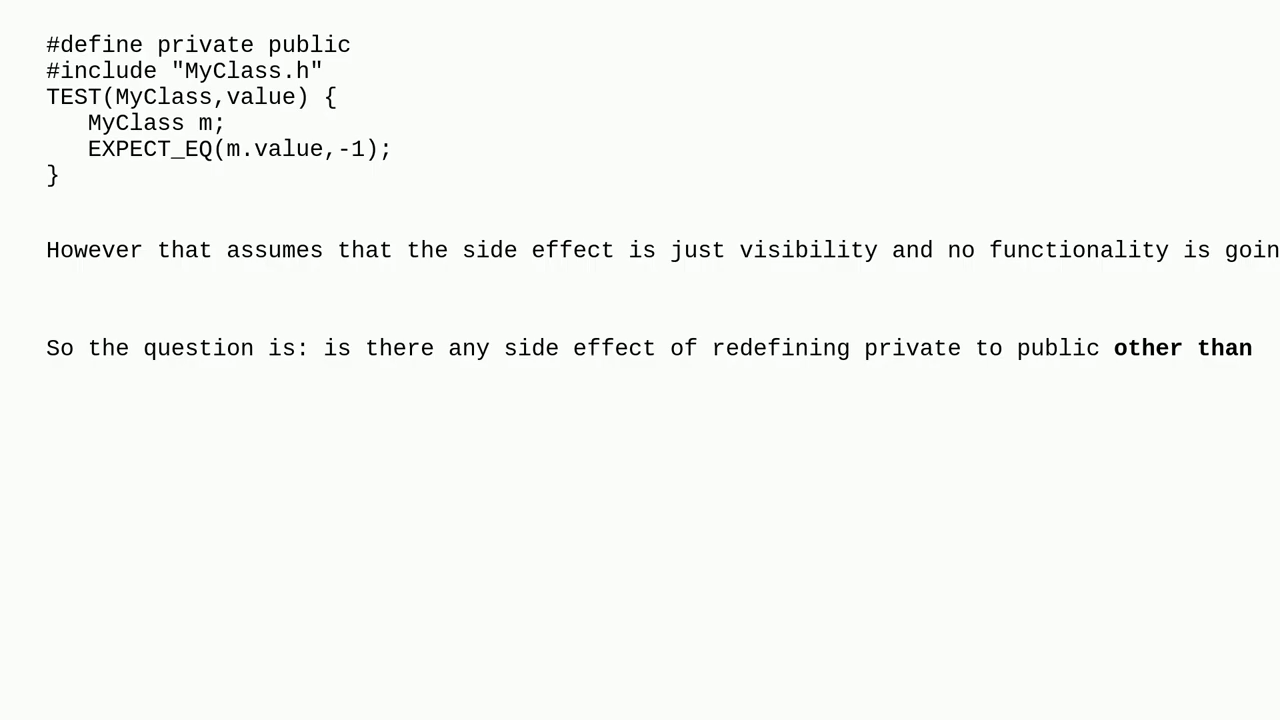 #define private public
#include "MyClass.h"
TEST(MyClass,value) {
   MyClass m;
   EXPECT_EQ(m.value,-1);
}
However that assumes that the side effect is just visibility and no functionality is goin
So the question is: is there any side effect of redefining private to public other than